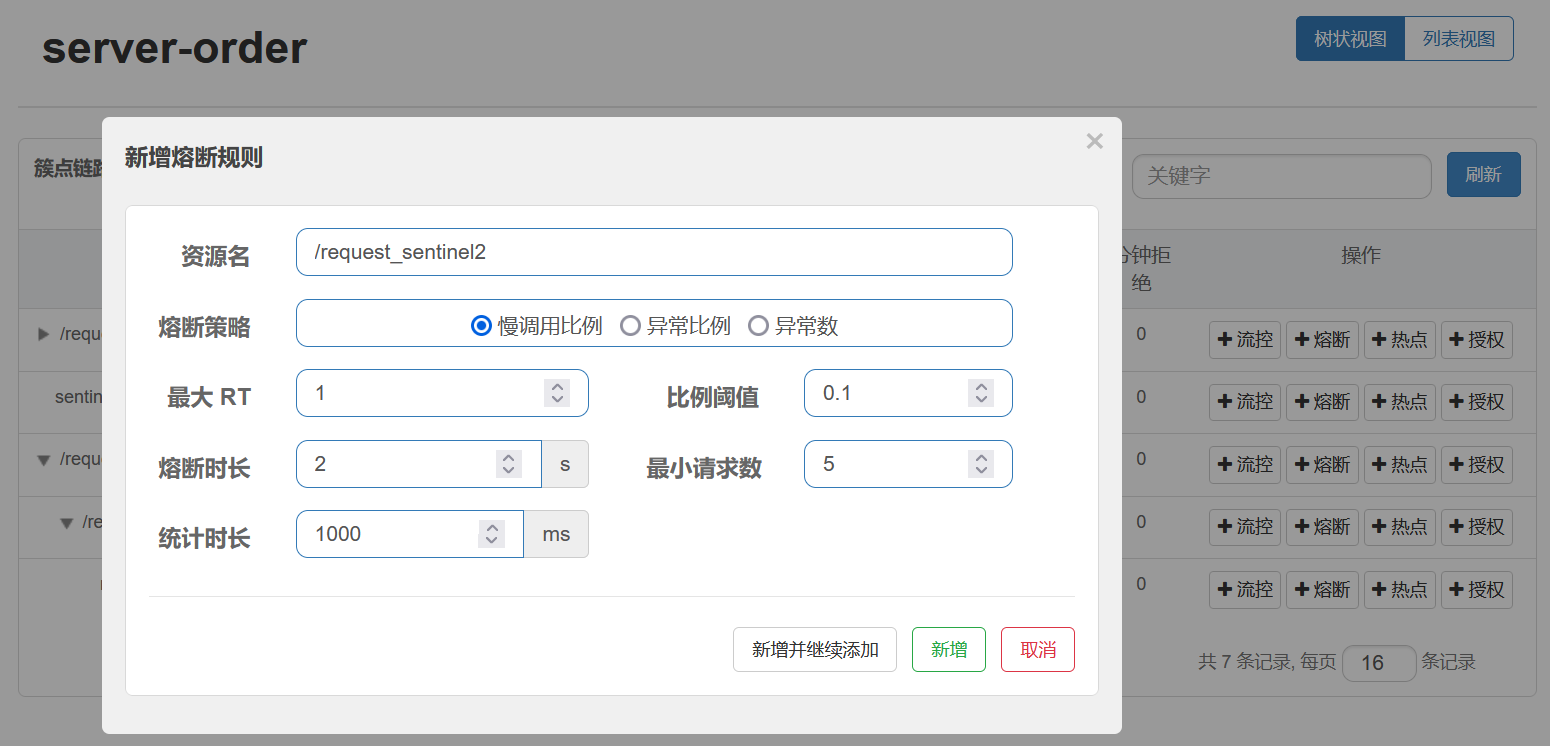 server-order
树状视图 列表视图
簇点链路
关键字
刷新
新增熔断规则
×
资源名 /request_sentinel2
熔断策略 慢调用比例 异常比例 异常数
最大 RT 1 比例阈值 0.1
熔断时长 2 s 最小请求数 5
统计时长 1000 ms
新增并继续添加 新增 取消
分钟拒
绝
操作
/requ 0 流控 熔断 热点 授权
sentin 0 流控 熔断 热点 授权
/requ 0 流控 熔断 热点 授权
/re 0 流控 熔断 热点 授权
0 流控 熔断 热点 授权
共 7 条记录, 每页 16 条记录